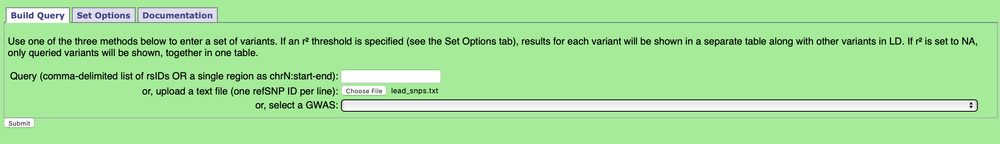 Build Query Set Options Documentation
Use one of the three methods below to enter a set of variants. If an r² threshold is specified (see the Set Options tab), results for each variant will be shown in a separate table along with other variants in LD. If r² is set to NA,
only queried variants will be shown, together in one table.
Query (comma-delimited list of rsIDs OR a single region as chrN:start-end):
or, upload a text file (one refSNP ID per line): Choose File lead_snps.txt
or, select a GWAS:
Submit